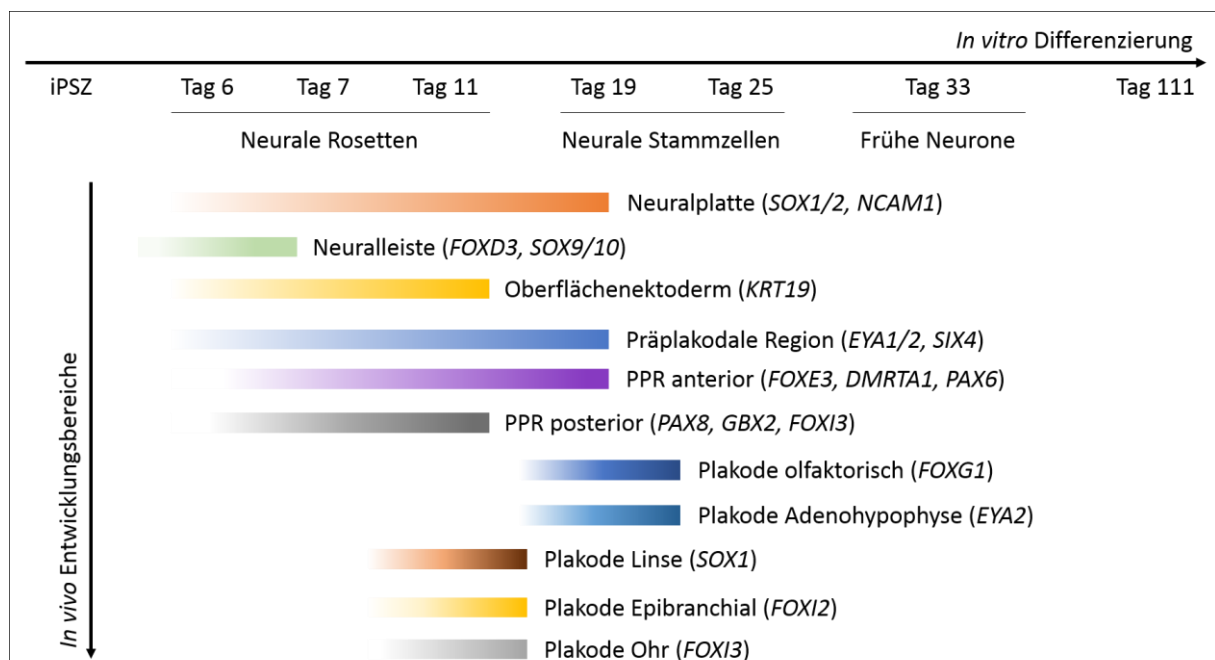 In vitro Differenzierung
iPSZ Tag 6 Tag 7 Tag 11 Tag 19 Tag 25 Tag 33 Tag 111
Neurale Rosetten Neurale Stammzellen Frühe Neurone
In vivo Entwicklungsbereiche
Neuralplatte (SOX1/2, NCAM1)
Neuralleiste (FOXD3, SOX9/10)
Oberflächenektoderm (KRT19)
Präplakodale Region (EYA1/2, SIX4)
PPR anterior (FOXE3, DMRTA1, PAX6)
PPR posterior (PAX8, GBX2, FOXI3)
Plakode olfaktorisch (FOXG1)
Plakode Adenohypophyse (EYA2)
Plakode Linse (SOX1)
Plakode Epibranchial (FOXI2)
Plakode Ohr (FOXI3)